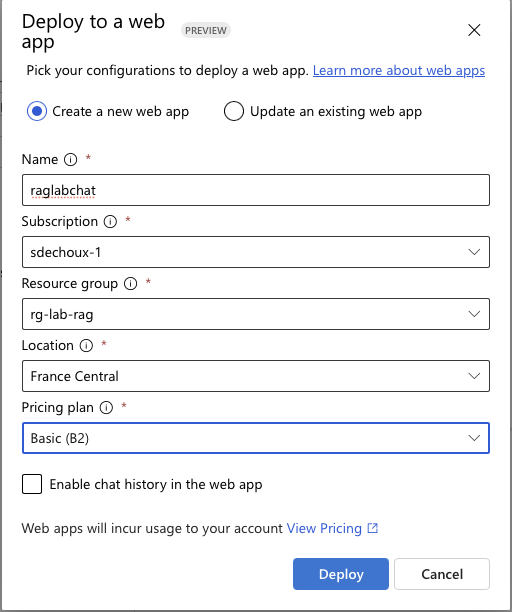 Deploy to a web
app
PREVIEW
Pick your configurations to deploy a web app. Learn more about web apps
Create a new web app Update an existing web app
Name *
raglabchat
Subscription *
sdechoux-1
Resource group *
rg-lab-rag
Location *
France Central
Pricing plan *
Basic (B2)
Enable chat history in the web app
Web apps will incur usage to your account View Pricing
Deploy Cancel